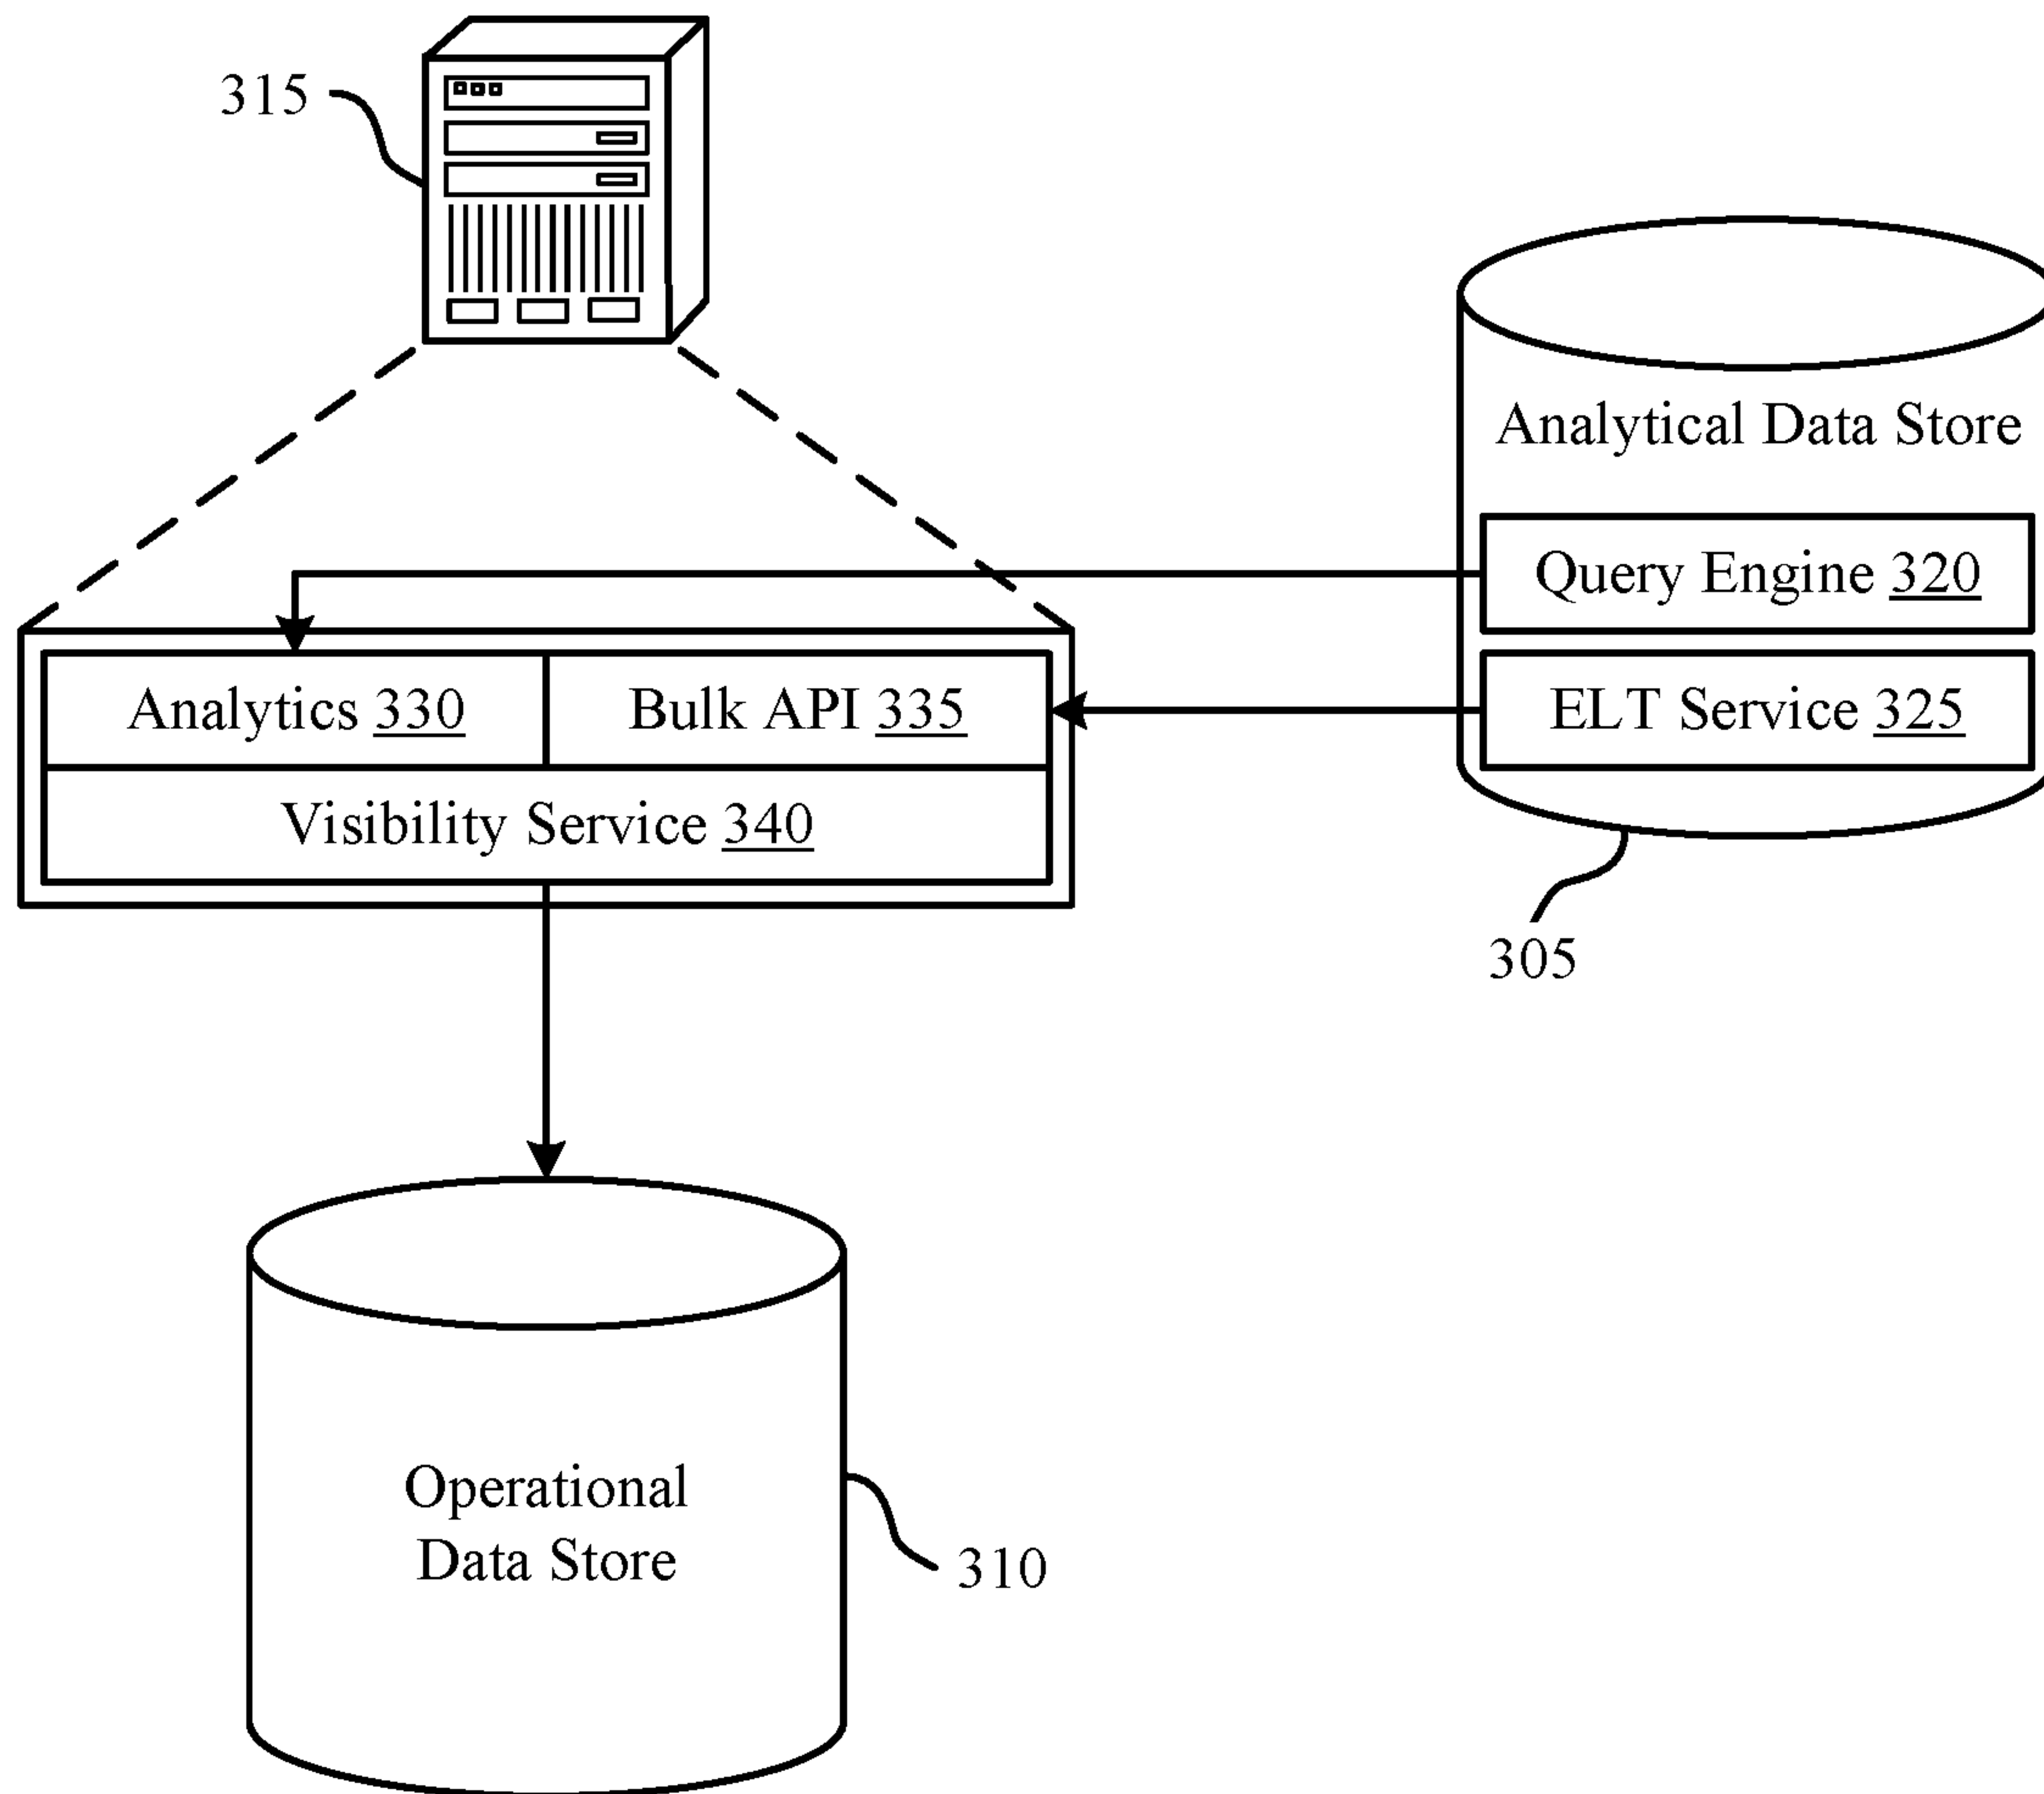 315
Analytical Data Store
Query Engine 320
ELT Service 325
Analytics 330
Bulk API 335
Visibility Service 340
305
Operational
Data Store
310